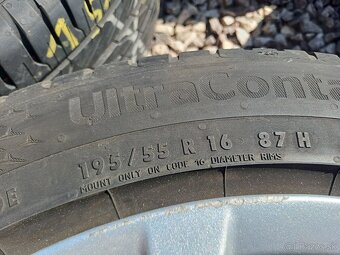 UltraConta
195/55 R 16 87 H
MOUNT ONLY ON CODE 16 DIAMETER RIMS